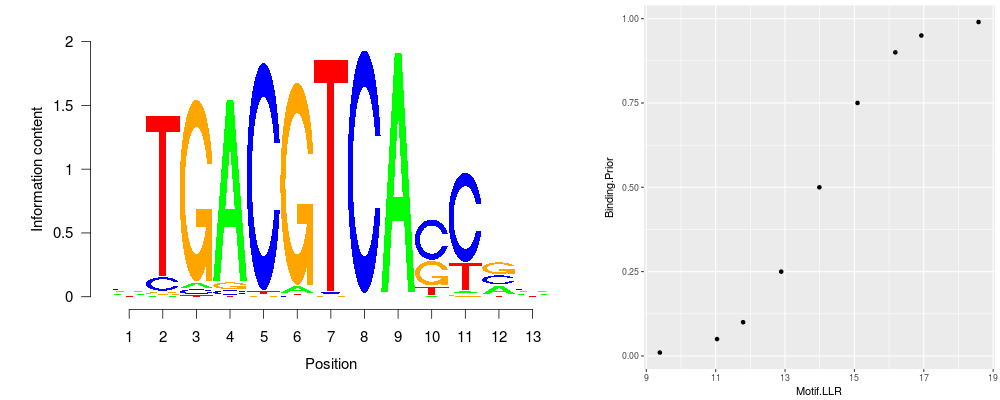 2
1.5
1
0.5
0
Information content
TGACGTCACC
C GTG
1 2 3 4 5 6 7 8 9 10 11 12 13
Position
1.00
0.75
0.50
0.25
0.00
Binding.Prior
9 11 13 15 17 19
Motif.LLR